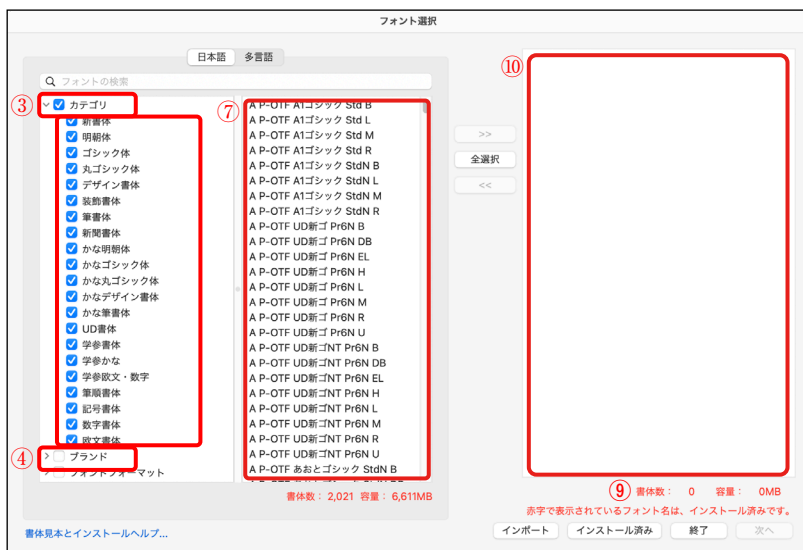 フォント選択
日本語 多言語
フォントの検索
③
カテゴリ
新書体
明朝体
ゴシック体
丸ゴシック体
デザイン書体
装飾書体
筆書体
新聞書体
かな明朝体
かなゴシック体
かな丸ゴシック体
かなデザイン書体
かな筆書体
UD書体
学参書体
学参かな
学参欧文・数字
筆順書体
記号書体
数字書体
欧文書体
④
ブランド
フォントフォーマット
⑦
A P-OTF A1ゴシック Std B
A P-OTF A1ゴシック Std L
A P-OTF A1ゴシック Std M
A P-OTF A1ゴシック Std R
A P-OTF A1ゴシック StdN B
A P-OTF A1ゴシック StdN L
A P-OTF A1ゴシック StdN M
A P-OTF A1ゴシック StdN R
A P-OTF UD新ゴ Pr6N B
A P-OTF UD新ゴ Pr6N DB
A P-OTF UD新ゴ Pr6N EL
A P-OTF UD新ゴ Pr6N H
A P-OTF UD新ゴ Pr6N L
A P-OTF UD新ゴ Pr6N M
A P-OTF UD新ゴ Pr6N R
A P-OTF UD新ゴ Pr6N U
A P-OTF UD新ゴNT Pr6N B
A P-OTF UD新ゴNT Pr6N DB
A P-OTF UD新ゴNT Pr6N EL
A P-OTF UD新ゴNT Pr6N H
A P-OTF UD新ゴNT Pr6N L
A P-OTF UD新ゴNT Pr6N M
A P-OTF UD新ゴNT Pr6N R
A P-OTF UD新ゴNT Pr6N U
A P-OTF あおとゴシック StdN B
書体数： 2,021 容量： 6,611MB
>>
全選択
<<
⑩
⑨ 書体数： 0 容量： 0MB
赤字で表示されているフォント名は、インストール済みです。
書体見本とインストールヘルプ...
インポート インストール済み 終了 次へ